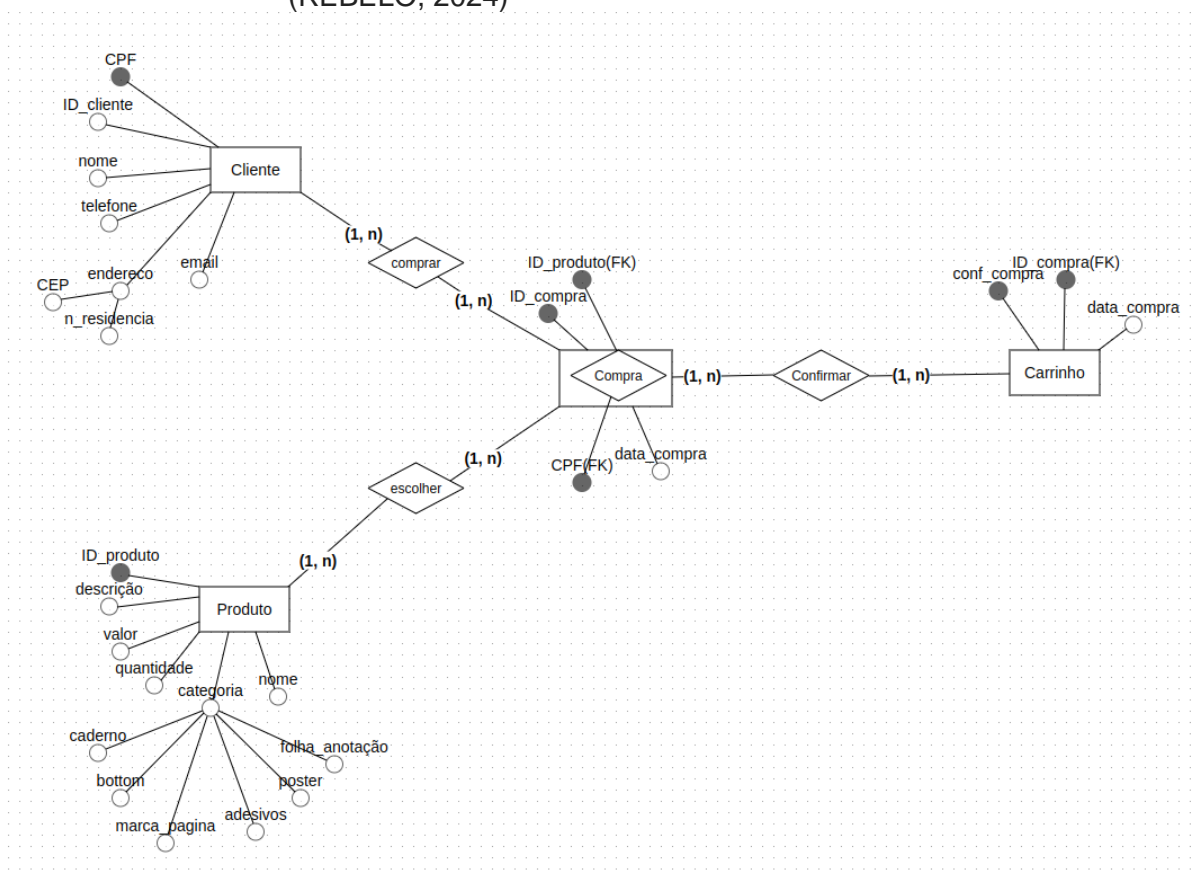 (REBELO, 2024)
CPF
ID_cliente
nome
telefone
endereco
CEP
n_residencia
email
Cliente
(1, n)
comprar
(1, n)
ID_produto(FK)
ID_compra
Compra
CPF(FK)
data_compra
(1, n)
Confirmar
(1, n)
conf_compra
ID_compra(FK)
data_compra
Carrinho
(1, n)
escolher
(1, n)
ID_produto
descrição
valor
quantidade
categoria
nome
Produto
caderno
bottom
marca_pagina
adesivos
poster
folha_anotação